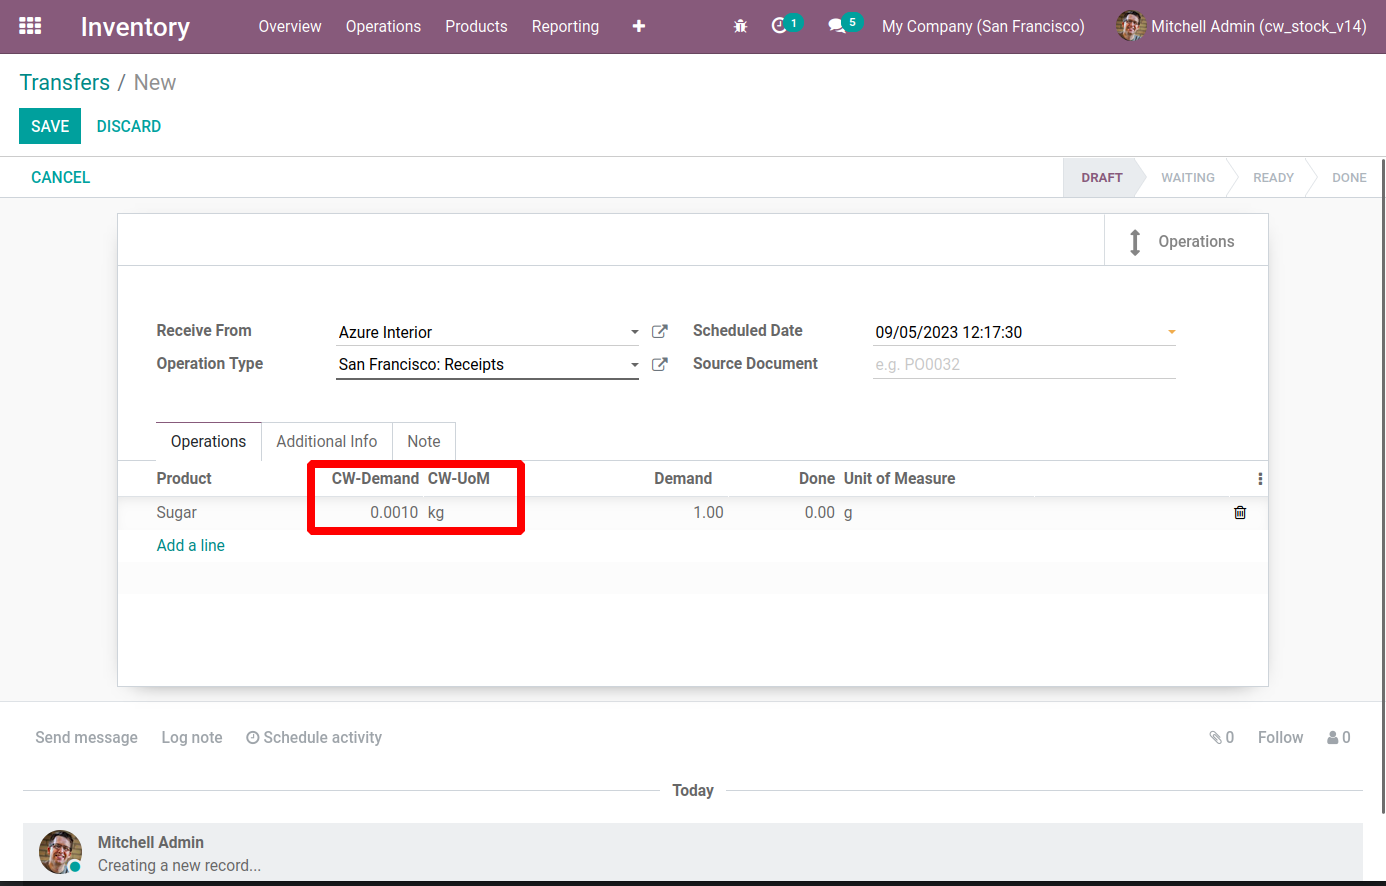 Inventory Overview Operations Products Reporting 1 5 My Company (San Francisco) Mitchell Admin (cw_stock_v14)
Transfers / New
SAVE DISCARD
CANCEL DRAFT WAITING READY DONE
Operations
Receive From Azure Interior Scheduled Date 09/05/2023 12:17:30
Operation Type San Francisco: Receipts Source Document e.g. PO0032
Operations Additional Info Note
Product CW-Demand CW-UoM Demand Done Unit of Measure
Sugar 0.0010 kg 1.00 0.00 g
Add a line
Send message Log note Schedule activity 0 Follow 0
Today
Mitchell Admin
Creating a new record...